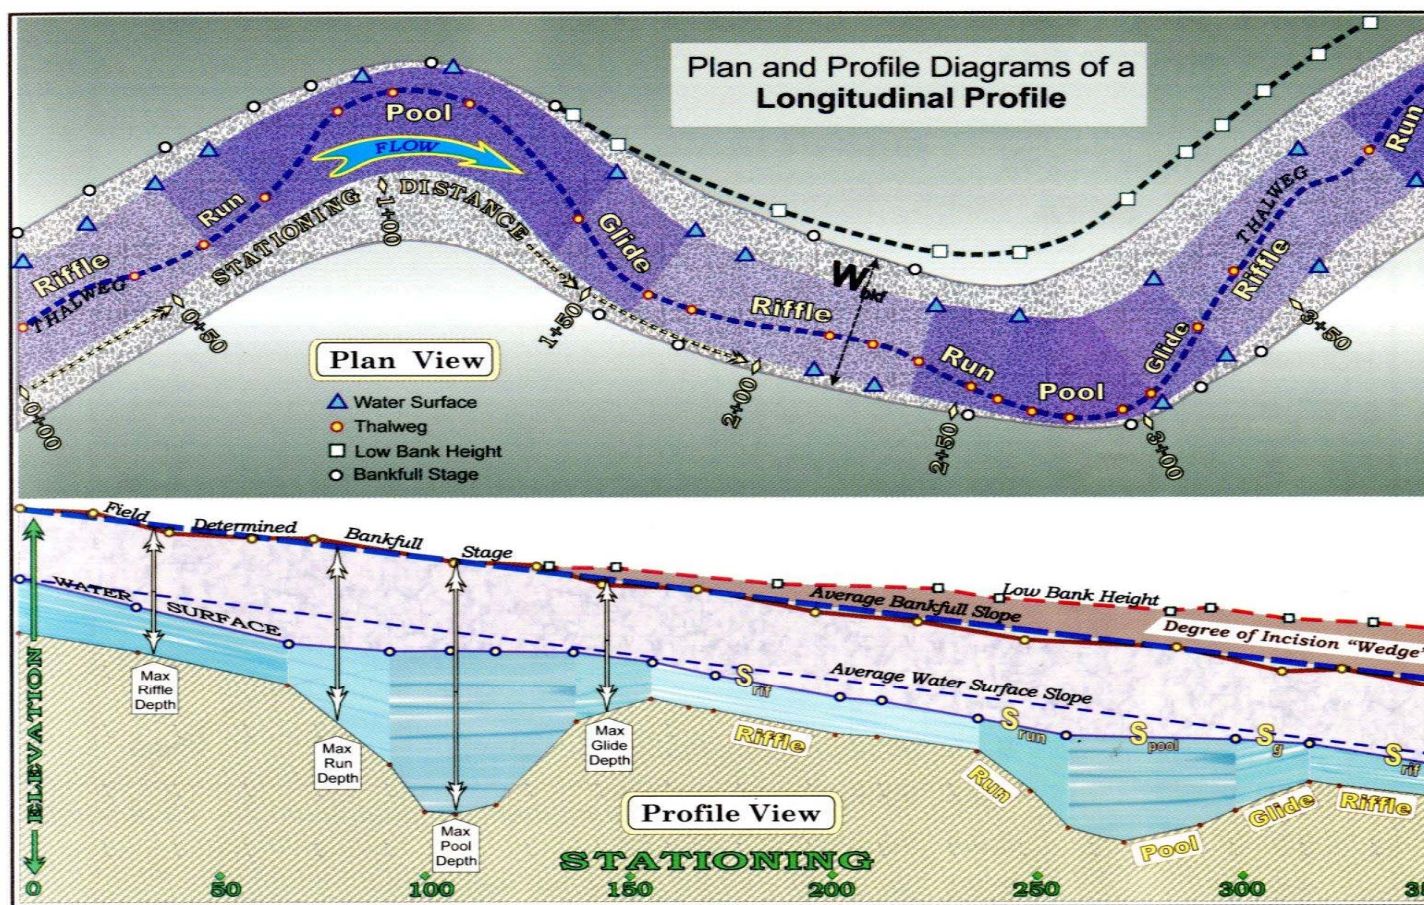 Plan and Profile Diagrams of a
Longitudinal Profile
Pool
FLOW
Run
Riffle
THALWEG
STATIONING
DISTANCE
Glide
Riffle
Wbkf
Run
Pool
Glide
Riffle
THALWEG
Run
0+00
0+50
1+00
1+50
2+00
2+50
3+00
3+50
Plan View
Water Surface
Thalweg
Low Bank Height
Bankfull Stage
Field Determined Bankfull Stage
WATER SURFACE
Low Bank Height
Average Bankfull Slope
Degree of Incision "Wedge"
Average Water Surface Slope
Srif
Srun
Spool
Sg
Srif
Max
Riffle
Depth
Max
Run
Depth
Max
Pool
Depth
Max
Glide
Depth
Riffle
Run
Pool
Glide
Riffle
ELEVATION
Profile View
STATIONING
0 50 100 150 200 250 300